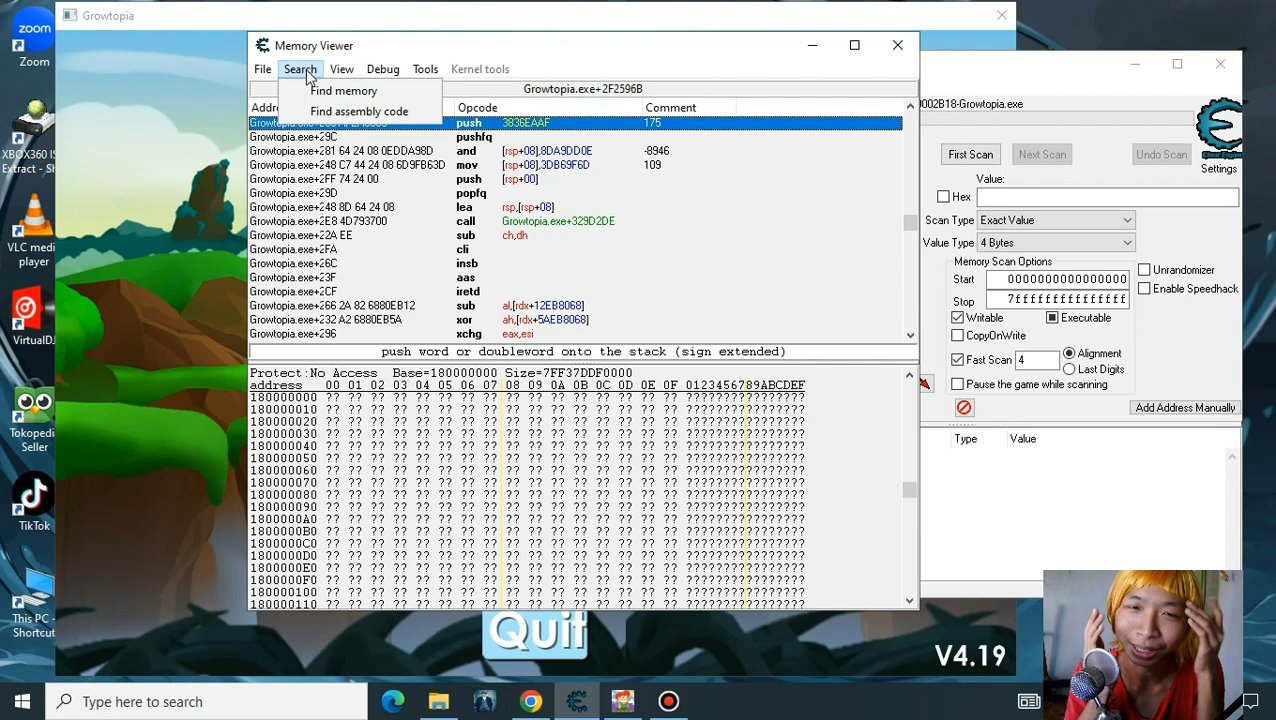 Growtopia
zoom
Zoom
XBOX360 IS
Extract - Sh
VLC medi
player
VirtualDJ
Tokopedi
Seller
TikTok
This PC -
Shortcut
Memory Viewer
File Search View Debug Tools Kernel tools
Find memory
Find assembly code
Growtopia.exe+2F2596B
Addr Opcode Comment
push 3836EAAF 175
Growtopia.exe+29C pushfq
Growtopia.exe+281 64 24 08 0EDDA98D and [rsp+08],8DA9DD0E -8946
Growtopia.exe+248 C7 44 24 08 6D9FB63D mov [rsp+08],3DB69F6D 109
Growtopia.exe+2FF 74 24 00 push [rsp+00]
Growtopia.exe+29D popfq
Growtopia.exe+248 8D 64 24 08 lea rsp,[rsp+08]
Growtopia.exe+2E8 4D793700 call Growtopia.exe+329D2DE
Growtopia.exe+22A EE sub ch,dh
Growtopia.exe+2FA cli
Growtopia.exe+26C insb
Growtopia.exe+23F aas
Growtopia.exe+2CF iretd
Growtopia.exe+266 2A 82 6880EB12 sub al,[rdx+12EB8068]
Growtopia.exe+232 A2 6880EB5A xor ah,[rdx+5AEB8068]
Growtopia.exe+296 xchg eax,esi
push word or doubleword onto the stack (sign extended)
Protect:No Access Base=180000000 Size=7FF37DDF0000
address 00 01 02 03 04 05 06 07 08 09 0A 0B 0C 0D 0E 0F 0123456789ABCDEF
180000000 ?? ?? ?? ?? ?? ?? ?? ?? ?? ?? ?? ?? ?? ?? ?? ?? ????????????????
180000010 ?? ?? ?? ?? ?? ?? ?? ?? ?? ?? ?? ?? ?? ?? ?? ?? ????????????????
180000020 ?? ?? ?? ?? ?? ?? ?? ?? ?? ?? ?? ?? ?? ?? ?? ?? ????????????????
180000030 ?? ?? ?? ?? ?? ?? ?? ?? ?? ?? ?? ?? ?? ?? ?? ?? ????????????????
180000040 ?? ?? ?? ?? ?? ?? ?? ?? ?? ?? ?? ?? ?? ?? ?? ?? ????????????????
180000050 ?? ?? ?? ?? ?? ?? ?? ?? ?? ?? ?? ?? ?? ?? ?? ?? ????????????????
180000060 ?? ?? ?? ?? ?? ?? ?? ?? ?? ?? ?? ?? ?? ?? ?? ?? ????????????????
180000070 ?? ?? ?? ?? ?? ?? ?? ?? ?? ?? ?? ?? ?? ?? ?? ?? ????????????????
180000080 ?? ?? ?? ?? ?? ?? ?? ?? ?? ?? ?? ?? ?? ?? ?? ?? ????????????????
180000090 ?? ?? ?? ?? ?? ?? ?? ?? ?? ?? ?? ?? ?? ?? ?? ?? ????????????????
1800000A0 ?? ?? ?? ?? ?? ?? ?? ?? ?? ?? ?? ?? ?? ?? ?? ?? ????????????????
1800000B0 ?? ?? ?? ?? ?? ?? ?? ?? ?? ?? ?? ?? ?? ?? ?? ?? ????????????????
1800000C0 ?? ?? ?? ?? ?? ?? ?? ?? ?? ?? ?? ?? ?? ?? ?? ?? ????????????????
1800000D0 ?? ?? ?? ?? ?? ?? ?? ?? ?? ?? ?? ?? ?? ?? ?? ?? ????????????????
1800000E0 ?? ?? ?? ?? ?? ?? ?? ?? ?? ?? ?? ?? ?? ?? ?? ?? ????????????????
1800000F0 ?? ?? ?? ?? ?? ?? ?? ?? ?? ?? ?? ?? ?? ?? ?? ?? ????????????????
180000100 ?? ?? ?? ?? ?? ?? ?? ?? ?? ?? ?? ?? ?? ?? ?? ?? ????????????????
180000110 ?? ?? ?? ?? ?? ?? ?? ?? ?? ?? ?? ?? ?? ?? ?? ?? ????????????????
0002B18-Growtopia.exe
First Scan Next Scan Undo Scan
Cheat Engine
Settings
Value:
Hex
Scan Type Exact Value
Value Type 4 Bytes
Memory Scan Options
Start 0000000000000000
Stop 7fffffffffffffff
Writable Executable
CopyOnWrite
Fast Scan 4 Alignment
Last Digits
Pause the game while scanning
Unrandomizer
Enable Speedhack
Add Address Manually
Type Value
Quit
V4.19
Type here to search